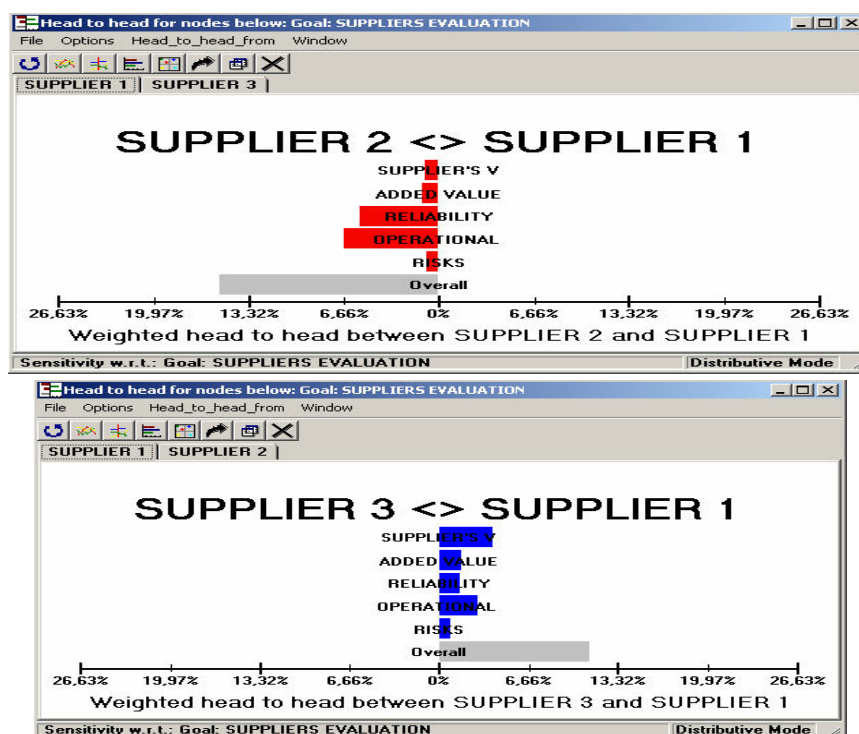 Head to head for nodes below: Goal: SUPPLIERS EVALUATION
File Options Head_to_head_from Window
SUPPLIER 1 SUPPLIER 3
SUPPLIER 2 <> SUPPLIER 1
SUPPLIER'S V
ADDED VALUE
RELIABILITY
OPERATIONAL
RISKS
Overall
26,63% 19,97% 13,32% 6,66% 0% 6,66% 13,32% 19,97% 26,63%
Weighted head to head between SUPPLIER 2 and SUPPLIER 1
Sensitivity w.r.t.: Goal: SUPPLIERS EVALUATION Distributive Mode
Head to head for nodes below: Goal: SUPPLIERS EVALUATION
File Options Head_to_head_from Window
SUPPLIER 1 SUPPLIER 2
SUPPLIER 3 <> SUPPLIER 1
SUPPLIER'S V
ADDED VALUE
RELIABILITY
OPERATIONAL
RISKS
Overall
26,63% 19,97% 13,32% 6,66% 0% 6,66% 13,32% 19,97% 26,63%
Weighted head to head between SUPPLIER 3 and SUPPLIER 1
Sensitivity w.r.t.: Goal: SUPPLIERS EVALUATION Distributive Mode